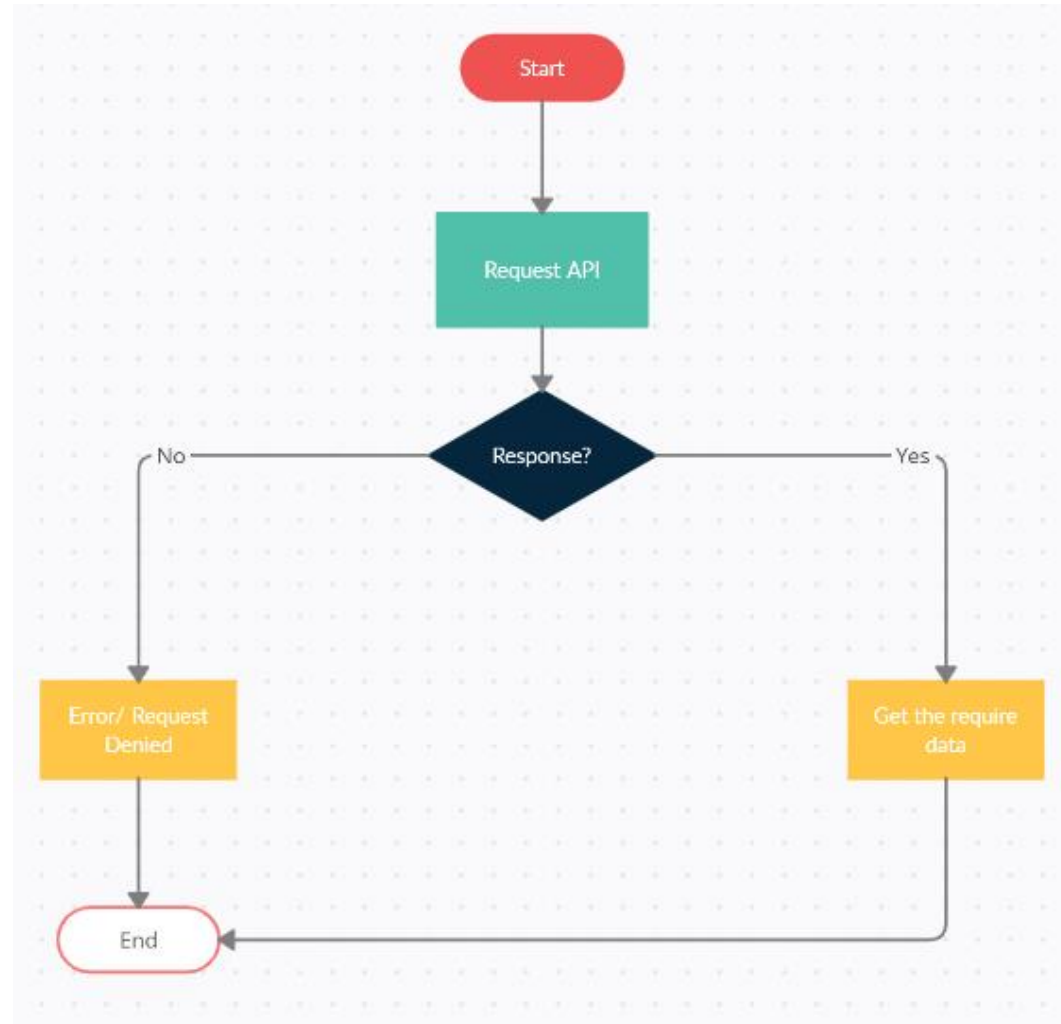 Start
Request API
Response?
No
Yes
Error/ Request
Denied
Get the require
data
End